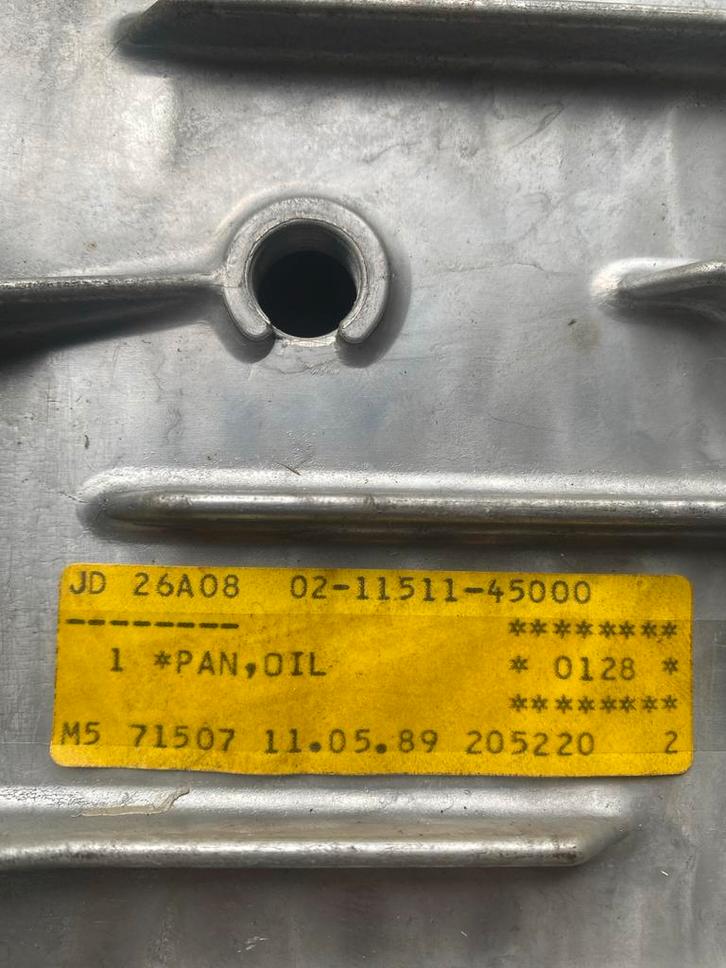 JD 26A08 02-11511-45000
-------- ********
1 *PAN,OIL * 0128 *
********
M5 71507 11.05.89 205220 2